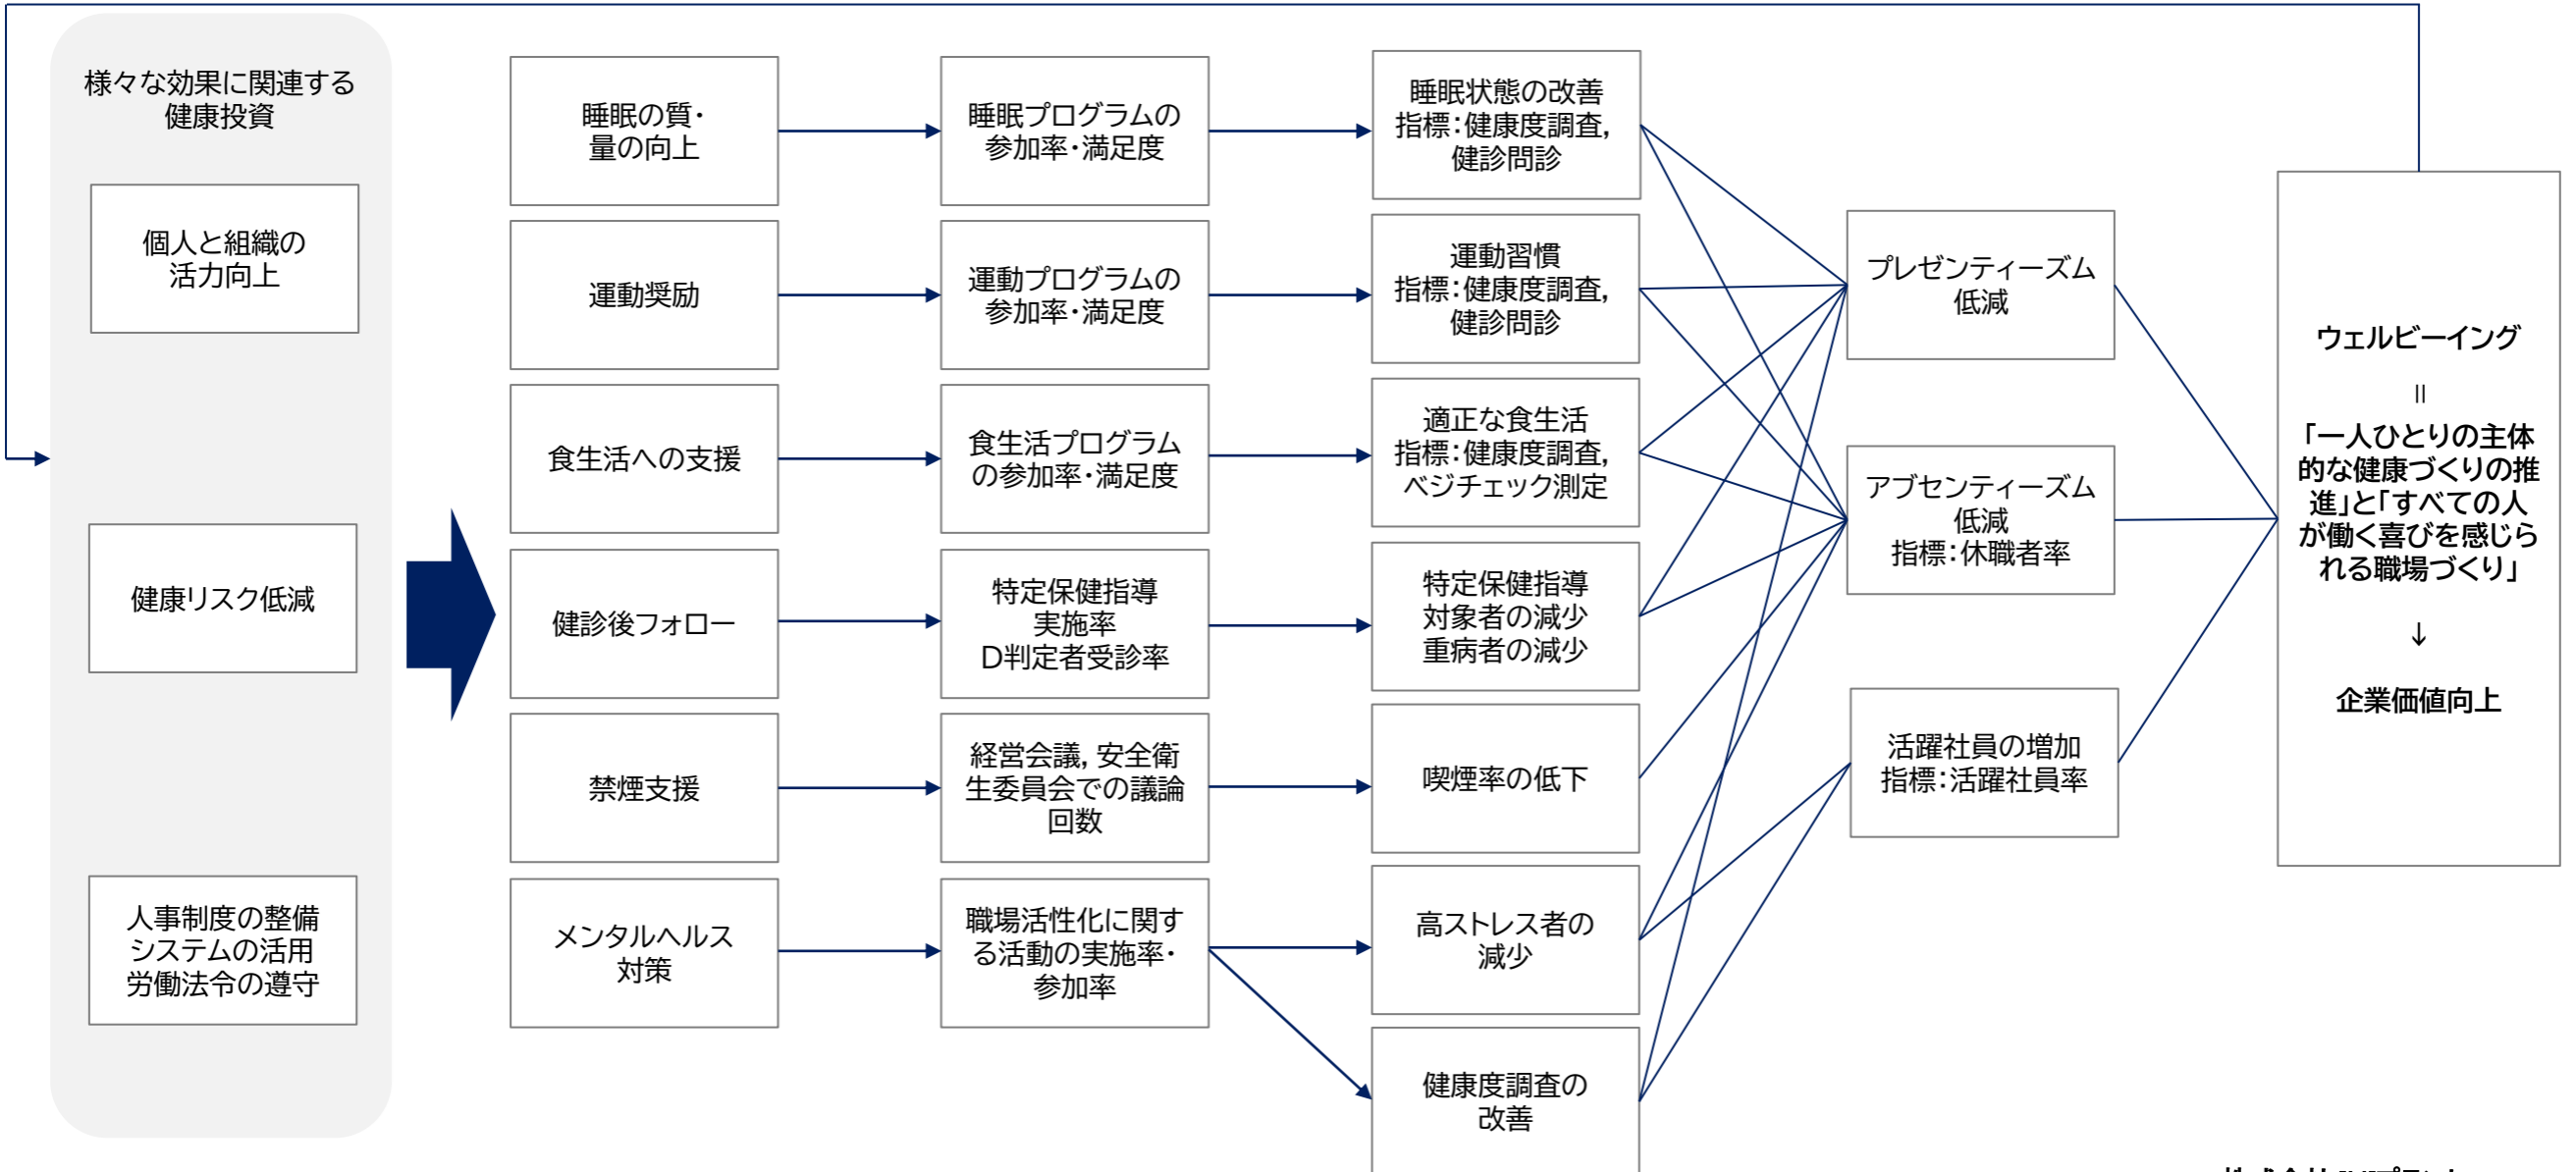 様々な効果に関連する
健康投資
個人と組織の
活力向上
健康リスク低減
人事制度の整備
システムの活用
労働法令の遵守
睡眠の質・
量の向上
運動奨励
食生活への支援
健診後フォロー
禁煙支援
メンタルヘルス
対策
睡眠プログラムの
参加率・満足度
運動プログラムの
参加率・満足度
食生活プログラム
の参加率・満足度
特定保健指導
実施率
D判定者受診率
経営会議，安全衛
生委員会での議論
回数
職場活性化に関す
る活動の実施率・
参加率
睡眠状態の改善
指標：健康度調査，
健診問診
運動習慣
指標：健康度調査，
健診問診
適正な食生活
指標：健康度調査，
ベジチェック測定
特定保健指導
対象者の減少
重病者の減少
喫煙率の低下
高ストレス者の
減少
健康度調査の
改善
プレゼンティーズム
低減
アブセンティーズム
低減
指標：休職者率
活躍社員の増加
指標：活躍社員率
ウェルビーイング
＝
「一人ひとりの主体
的な健康づくりの推
進」と「すべての人
が働く喜びを感じら
れる職場づくり」
↓
企業価値向上